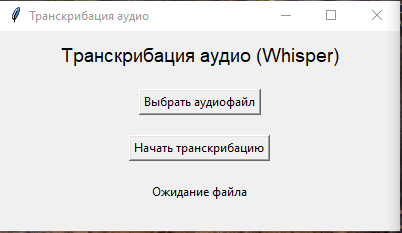 Транскрибация аудио
Транскрибация аудио (Whisper)
Выбрать аудиофайл
Начать транскрибацию
Ожидание файла